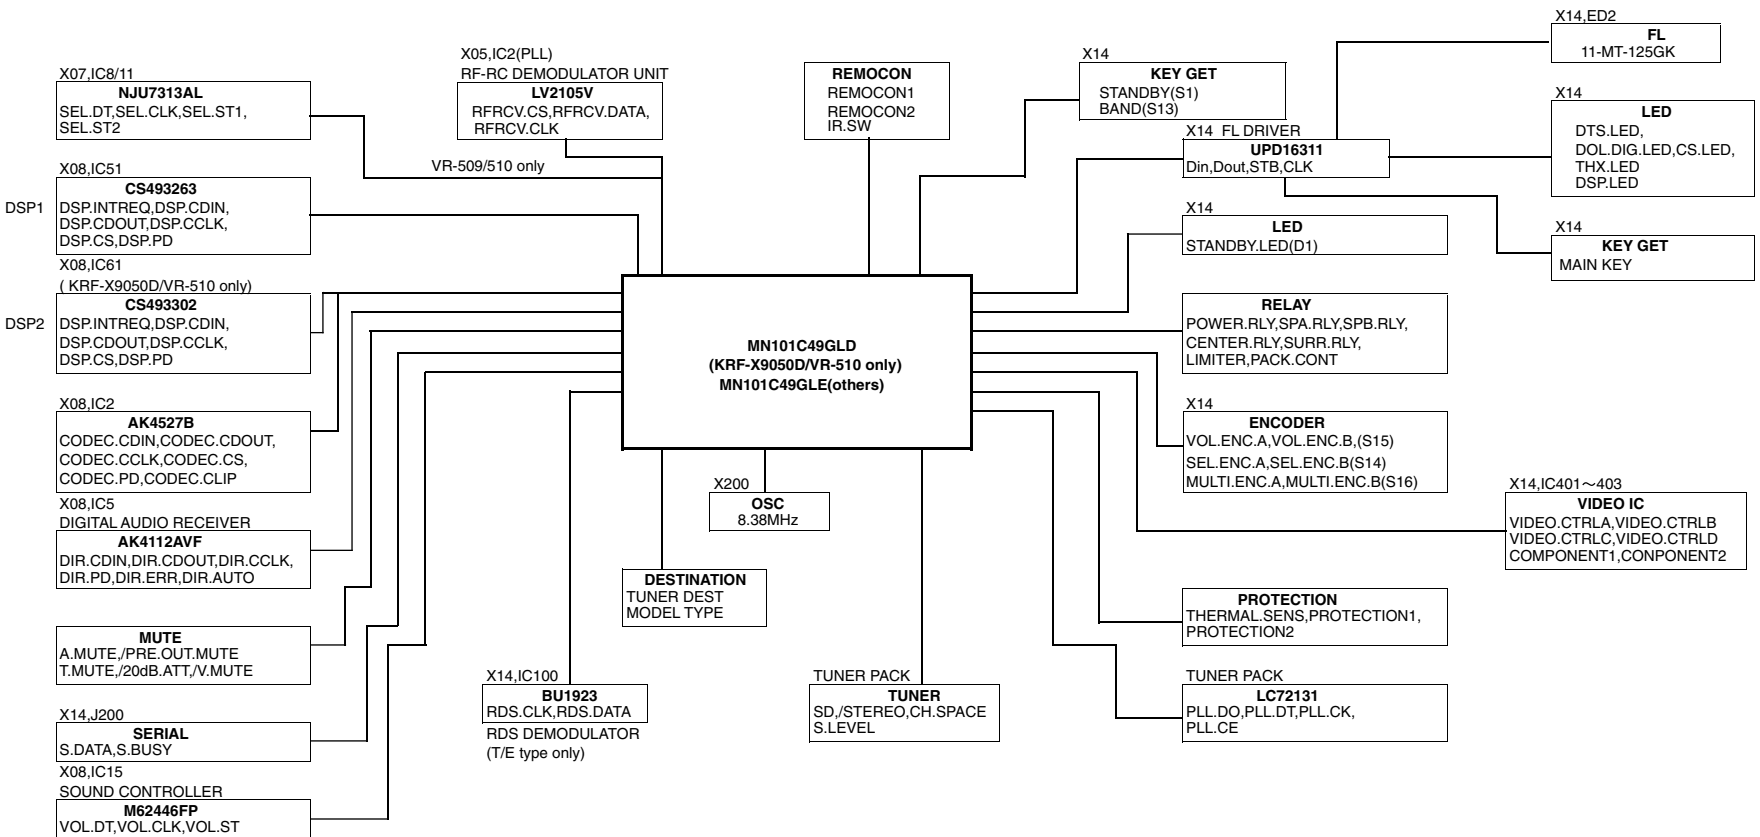 X07,IC8/11
NJU7313AL
SEL.DT,SEL.CLK,SEL.ST1,
SEL.ST2
X05,IC2(PLL)
RF-RC DEMODULATOR UNIT
LV2105V
RFRCV.CS,RFRCV.DATA,
RFRCV.CLK
VR-509/510 only
REMOCON
REMOCON1
REMOCON2
IR.SW
X14
KEY GET
STANDBY(S1)
BAND(S13)
X14,ED2
FL
11-MT-125GK
X14 FL DRIVER
UPD16311
Din,Dout,STB,CLK
X14
LED
DTS.LED,
DOL.DIG.LED,CS.LED,
THX.LED
DSP.LED
X14
LED
STANDBY.LED(D1)
X14
KEY GET
MAIN KEY
DSP1
X08,IC51
CS493263
DSP.INTREQ,DSP.CDIN,
DSP.CDOUT,DSP.CCLK,
DSP.CS,DSP.PD
X08,IC61
( KRF-X9050D/VR-510 only)
DSP2
CS493302
DSP.INTREQ,DSP.CDIN,
DSP.CDOUT,DSP.CCLK,
DSP.CS,DSP.PD
MN101C49GLD
(KRF-X9050D/VR-510 only)
MN101C49GLE(others)
RELAY
POWER.RLY,SPA.RLY,SPB.RLY,
CENTER.RLY,SURR.RLY,
LIMITER,PACK.CONT
X08,IC2
AK4527B
CODEC.CDIN,CODEC.CDOUT,
CODEC.CCLK,CODEC.CS,
CODEC.PD,CODEC.CLIP
X14
ENCODER
VOL.ENC.A,VOL.ENC.B,(S15)
SEL.ENC.A,SEL.ENC.B(S14)
MULTI.ENC.A,MULTI.ENC.B(S16)
X08,IC5
DIGITAL AUDIO RECEIVER
AK4112AVF
DIR.CDIN,DIR.CDOUT,DIR.CCLK,
DIR.PD,DIR.ERR,DIR.AUTO
X200
OSC
8.38MHz
X14,IC401～403
VIDEO IC
VIDEO.CTRLA,VIDEO.CTRLB
VIDEO.CTRLC,VIDEO.CTRLD
COMPONENT1,CONPONENT2
DESTINATION
TUNER DEST
MODEL TYPE
PROTECTION
THERMAL.SENS,PROTECTION1,
PROTECTION2
MUTE
A.MUTE,/PRE.OUT.MUTE
T.MUTE,/20dB.ATT,/V.MUTE
X14,IC100
BU1923
RDS.CLK,RDS.DATA
RDS DEMODULATOR
(T/E type only)
TUNER PACK
TUNER
SD,/STEREO,CH.SPACE
S.LEVEL
TUNER PACK
LC72131
PLL.DO,PLL.DT,PLL.CK,
PLL.CE
X14,J200
SERIAL
S.DATA,S.BUSY
X08,IC15
SOUND CONTROLLER
M62446FP
VOL.DT,VOL.CLK,VOL.ST